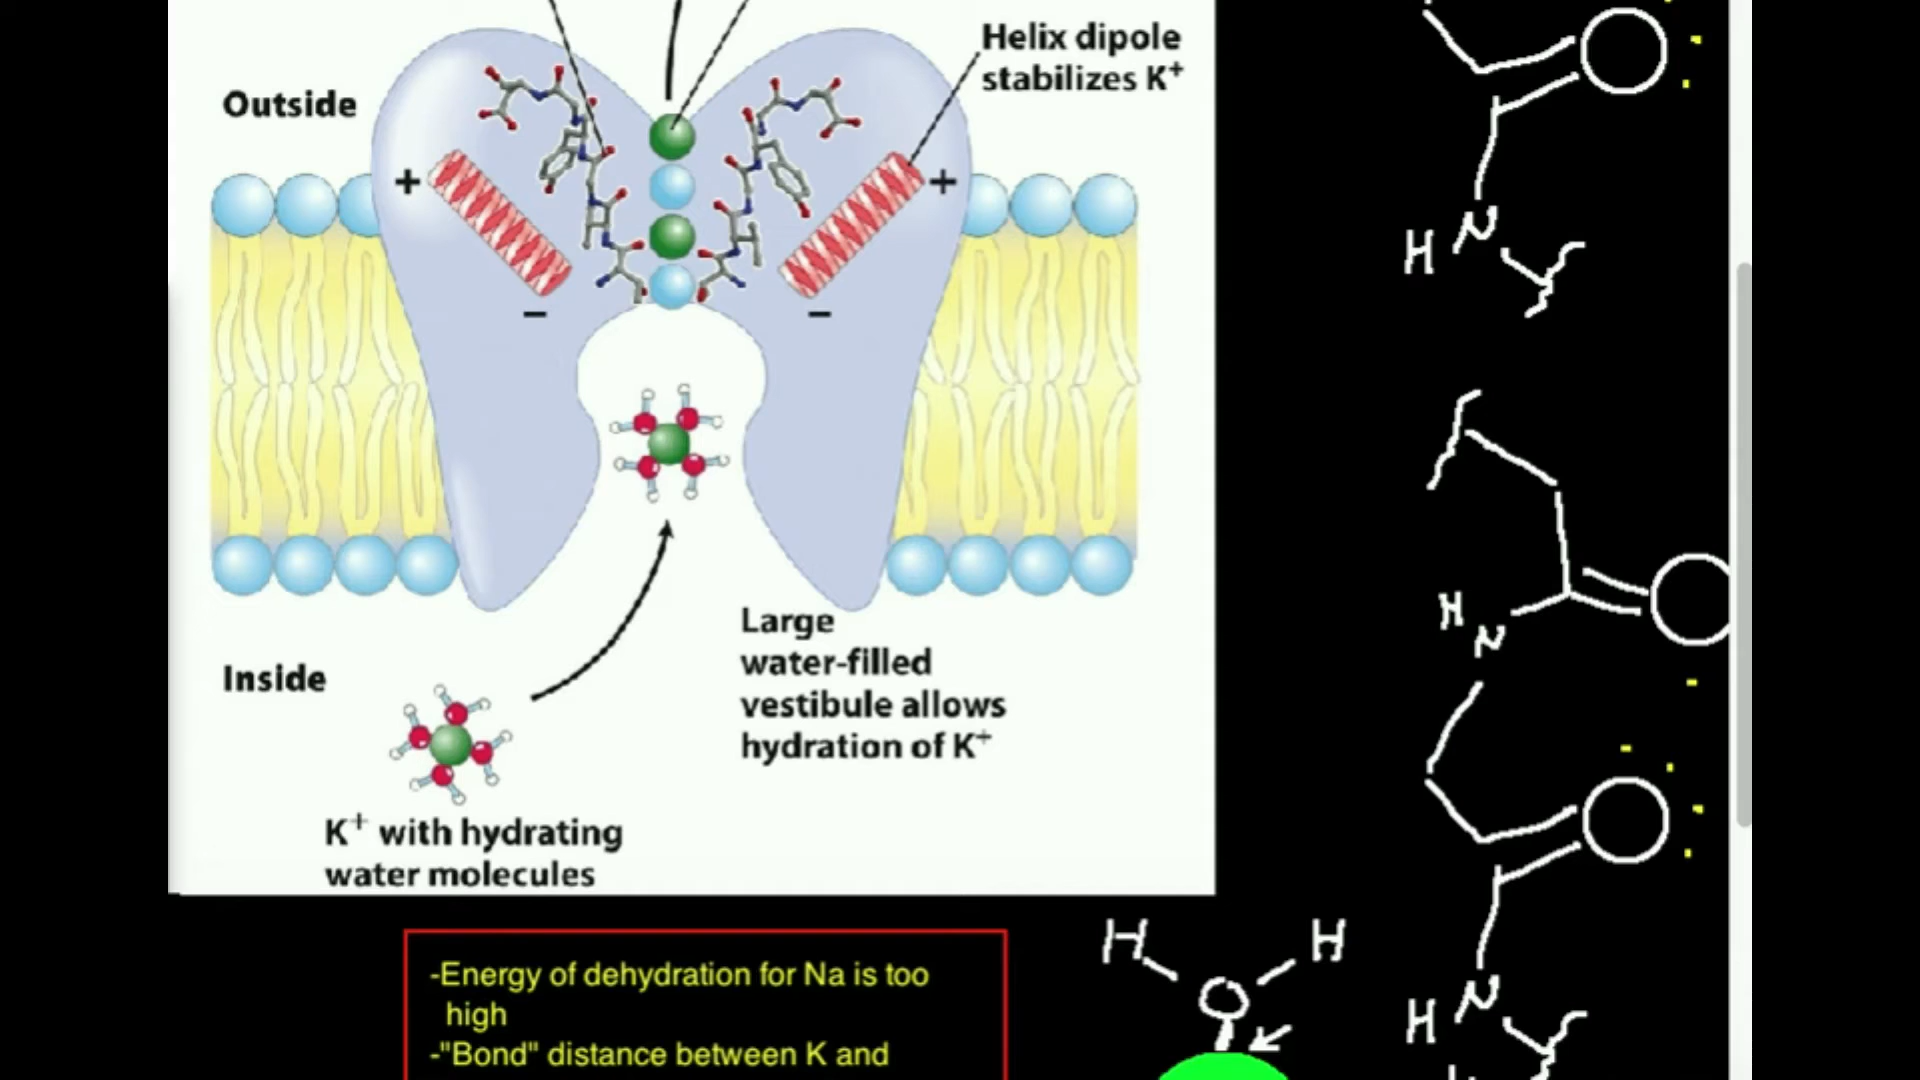 Helix dipole
stabilizes K⁺
Outside
+
+
−
−
Inside
Large
water-filled
vestibule allows
hydration of K⁺
K⁺ with hydrating
water molecules
-Energy of dehydration for Na is too
high
-"Bond" distance between K and
H
H
O
O
H N
O
H
N
O
H N